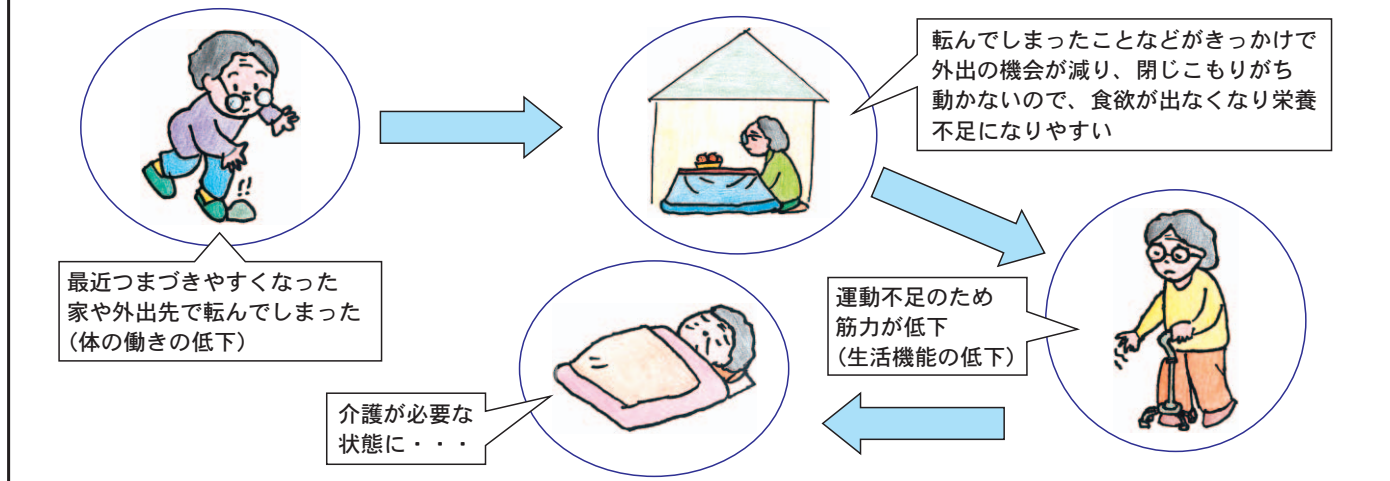 転んでしまったことなどがきっかけで
外出の機会が減り、閉じこもりがち
動かないので、食欲が出なくなり栄養
不足になりやすい
最近つまづきやすくなった
家や外出先で転んでしまった
(体の働きの低下)
運動不足のため
筋力が低下
(生活機能の低下)
介護が必要な
状態に・・・